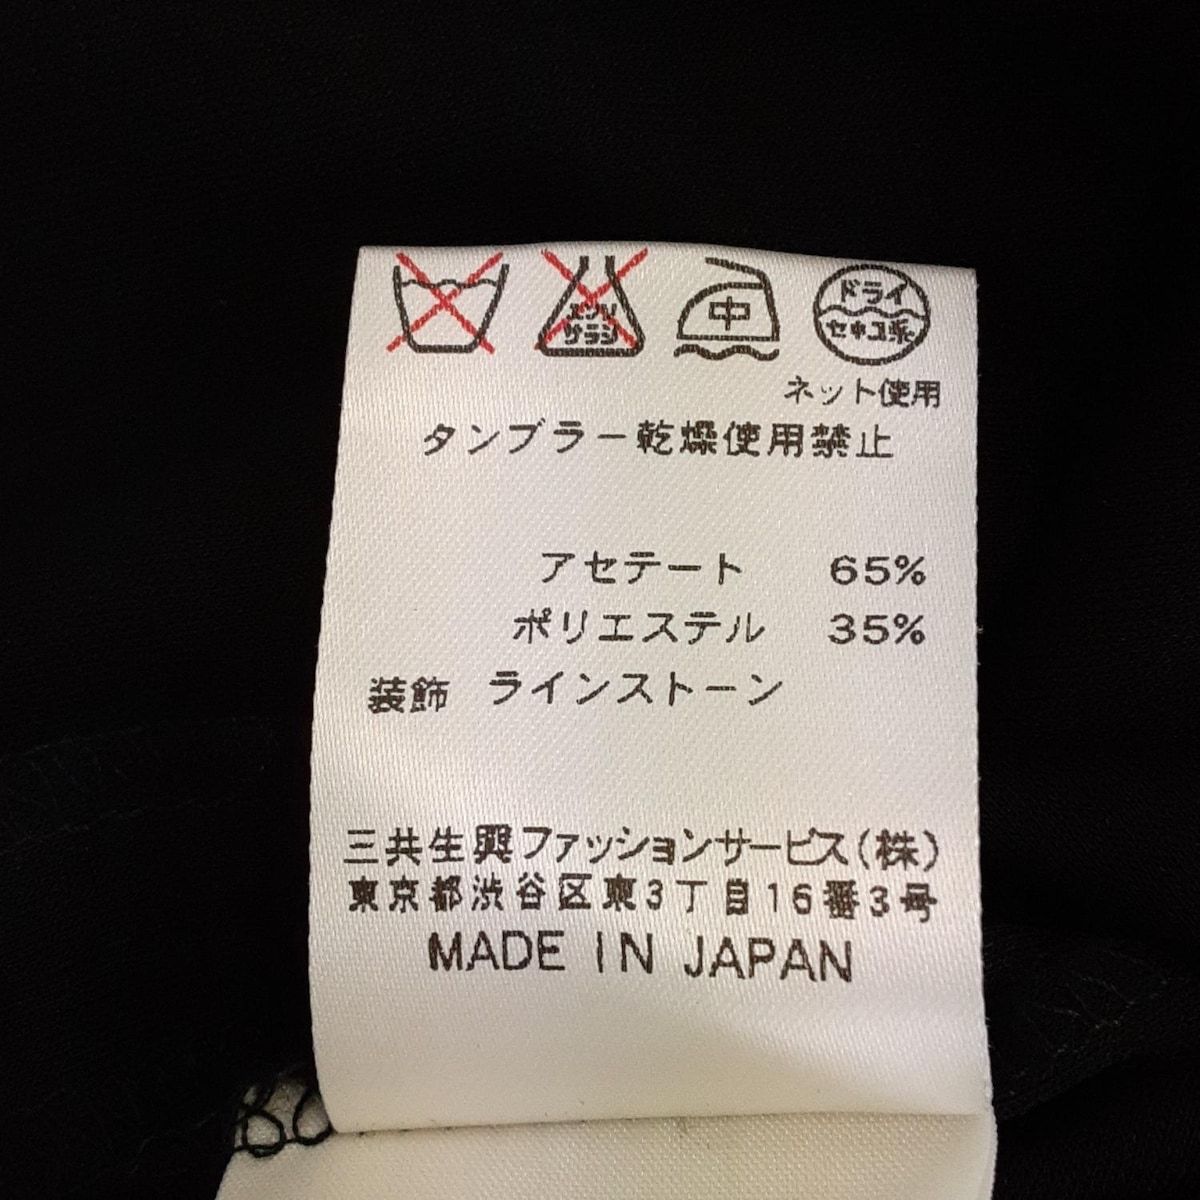 エンソ
サラシ
中
ドライ
セキユ系
ネット使用
タンブラー乾燥使用禁止
アセテート 65%
ポリエステル 35%
装飾 ラインストーン
三共生興ファッションサービス(株)
東京都渋谷区東3丁目16番3号
MADE IN JAPAN